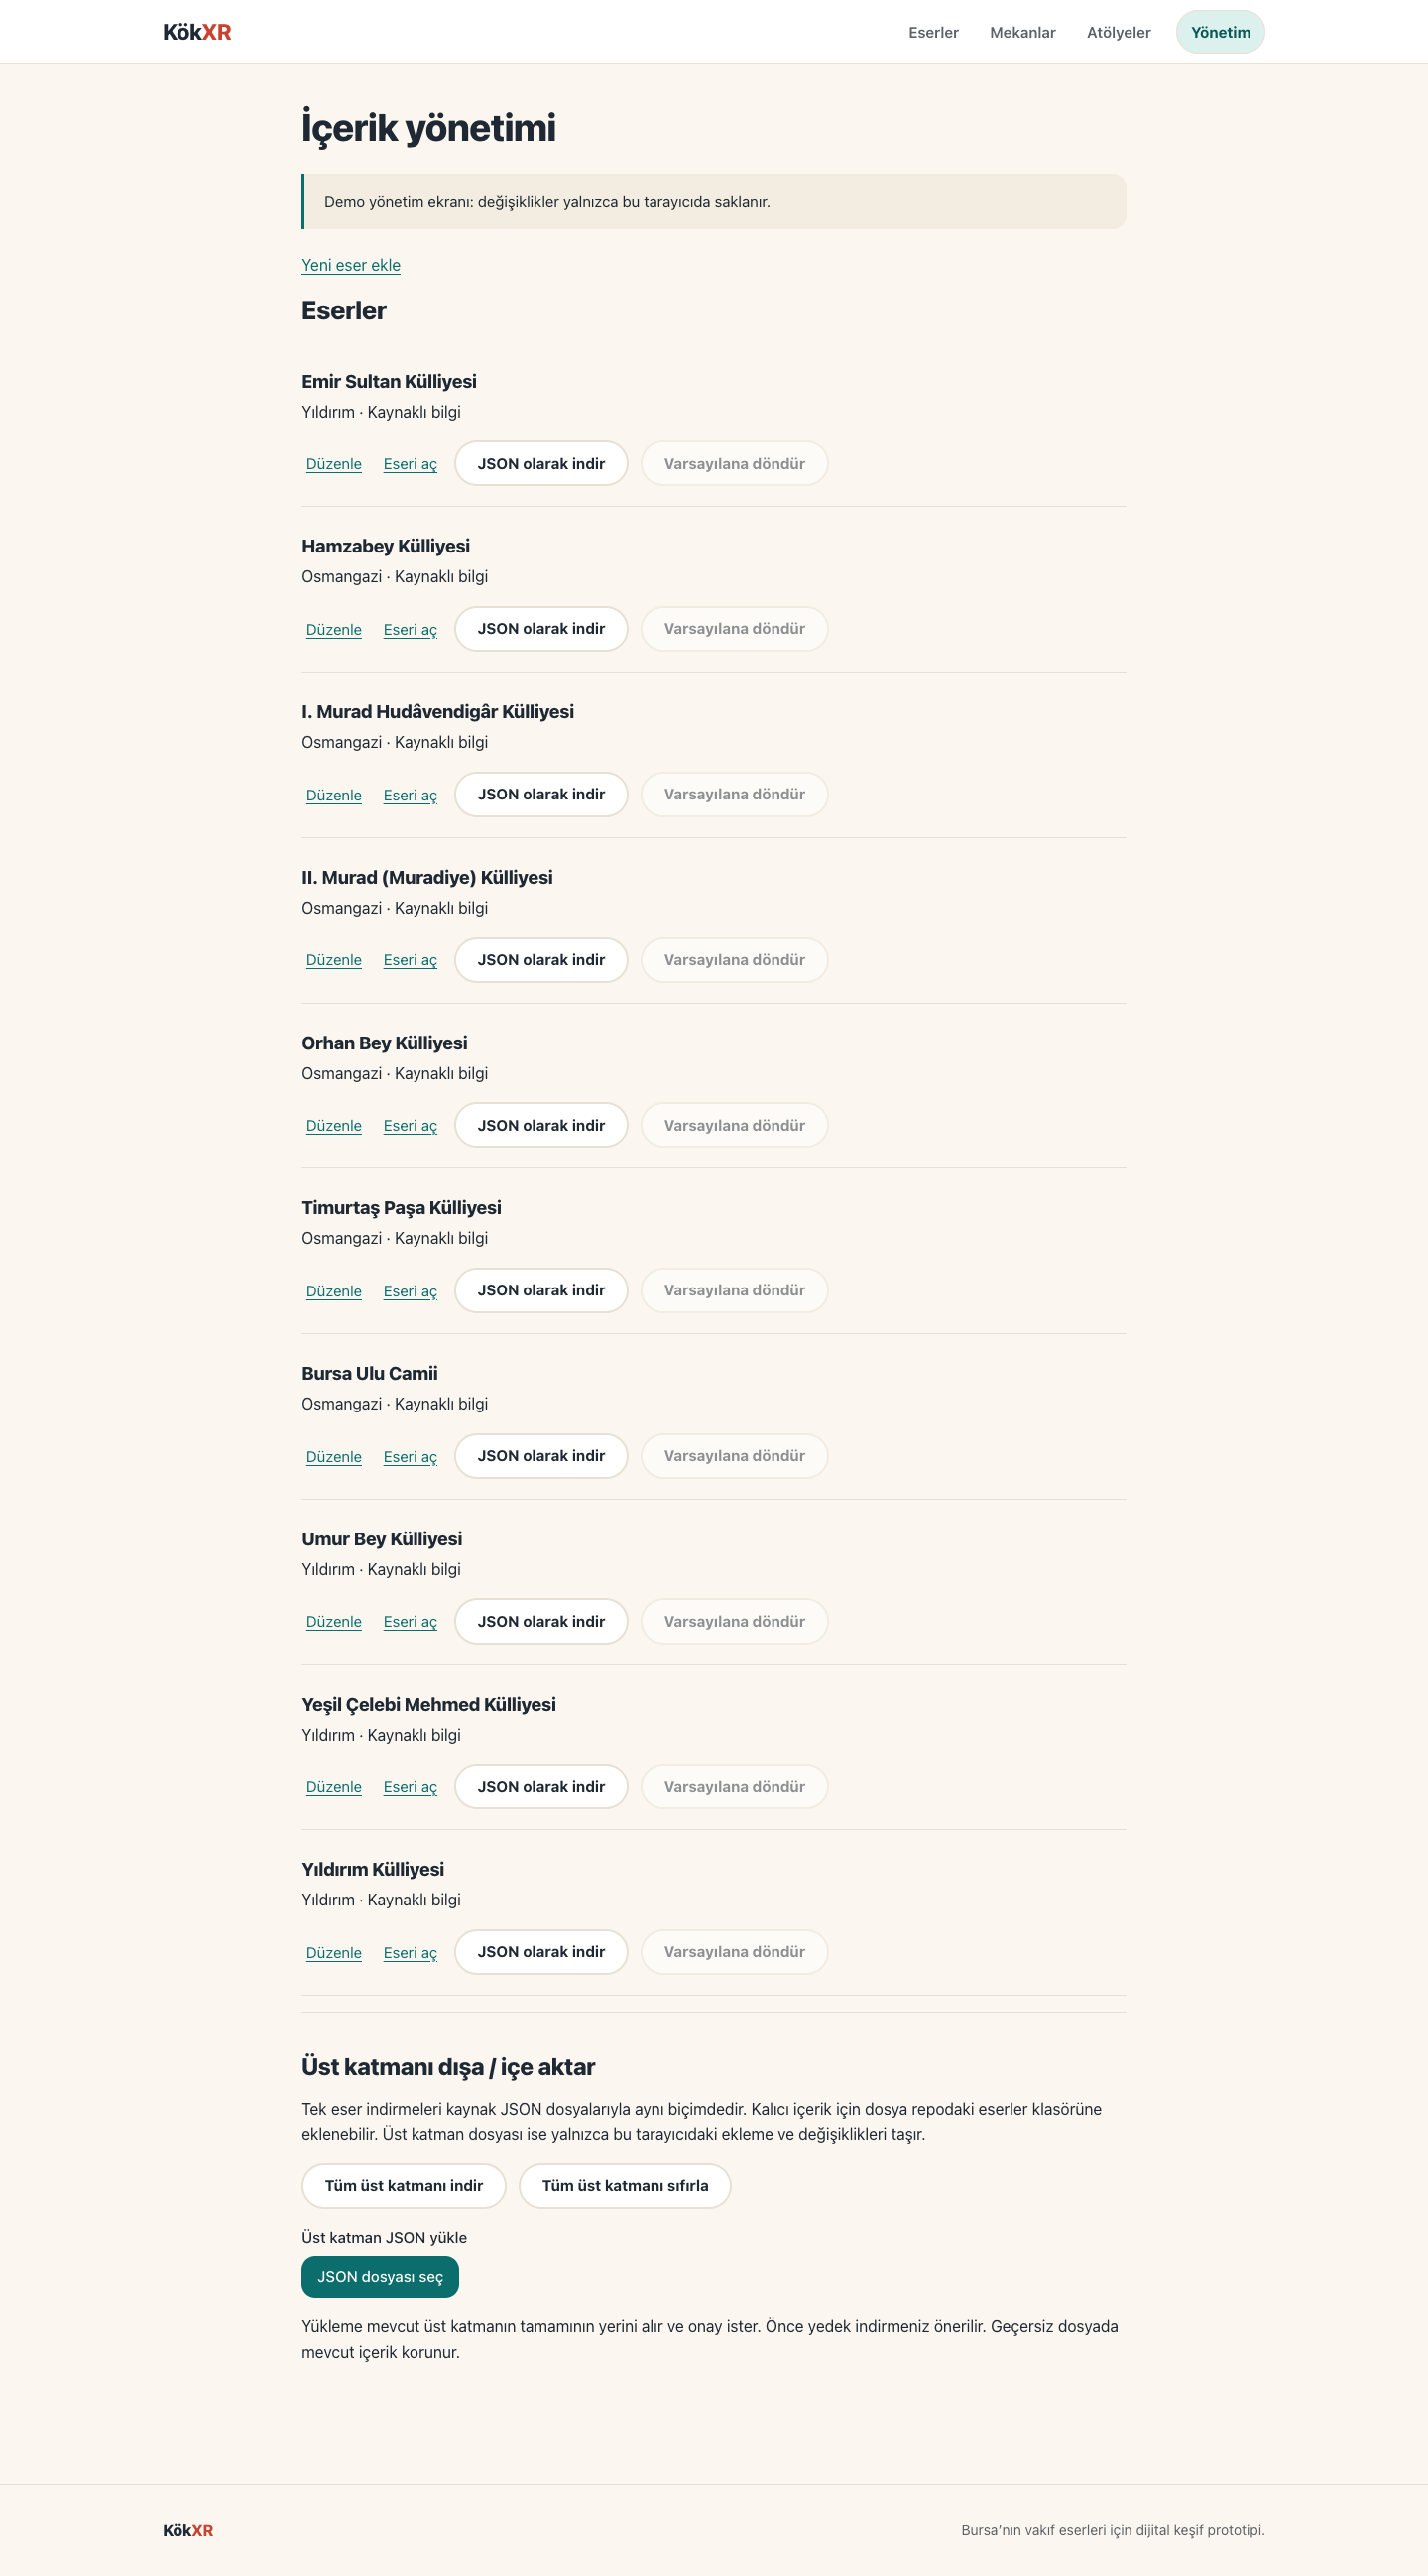 KökXR
Eserler Mekanlar Atölyeler Yönetim
İçerik yönetimi
Demo yönetim ekranı: değişiklikler yalnızca bu tarayıcıda saklanır.
Yeni eser ekle
Eserler
Emir Sultan Külliyesi
Yıldırım · Kaynaklı bilgi
Düzenle Eseri aç JSON olarak indir Varsayılana döndür
Hamzabey Külliyesi
Osmangazi · Kaynaklı bilgi
Düzenle Eseri aç JSON olarak indir Varsayılana döndür
I. Murad Hudâvendigâr Külliyesi
Osmangazi · Kaynaklı bilgi
Düzenle Eseri aç JSON olarak indir Varsayılana döndür
II. Murad (Muradiye) Külliyesi
Osmangazi · Kaynaklı bilgi
Düzenle Eseri aç JSON olarak indir Varsayılana döndür
Orhan Bey Külliyesi
Osmangazi · Kaynaklı bilgi
Düzenle Eseri aç JSON olarak indir Varsayılana döndür
Timurtaş Paşa Külliyesi
Osmangazi · Kaynaklı bilgi
Düzenle Eseri aç JSON olarak indir Varsayılana döndür
Bursa Ulu Camii
Osmangazi · Kaynaklı bilgi
Düzenle Eseri aç JSON olarak indir Varsayılana döndür
Umur Bey Külliyesi
Yıldırım · Kaynaklı bilgi
Düzenle Eseri aç JSON olarak indir Varsayılana döndür
Yeşil Çelebi Mehmed Külliyesi
Yıldırım · Kaynaklı bilgi
Düzenle Eseri aç JSON olarak indir Varsayılana döndür
Yıldırım Külliyesi
Yıldırım · Kaynaklı bilgi
Düzenle Eseri aç JSON olarak indir Varsayılana döndür
Üst katmanı dışa / içe aktar
Tek eser indirmeleri kaynak JSON dosyalarıyla aynı biçimdedir. Kalıcı içerik için dosya repodaki eserler klasörüne
eklenebilir. Üst katman dosyası ise yalnızca bu tarayıcıdaki ekleme ve değişiklikleri taşır.
Tüm üst katmanı indir Tüm üst katmanı sıfırla
Üst katman JSON yükle
JSON dosyası seç
Yükleme mevcut üst katmanın tamamının yerini alır ve onay ister. Önce yedek indirmeniz önerilir. Geçersiz dosyada
mevcut içerik korunur.
KökXR
Bursa’nın vakıf eserleri için dijital keşif prototipi.